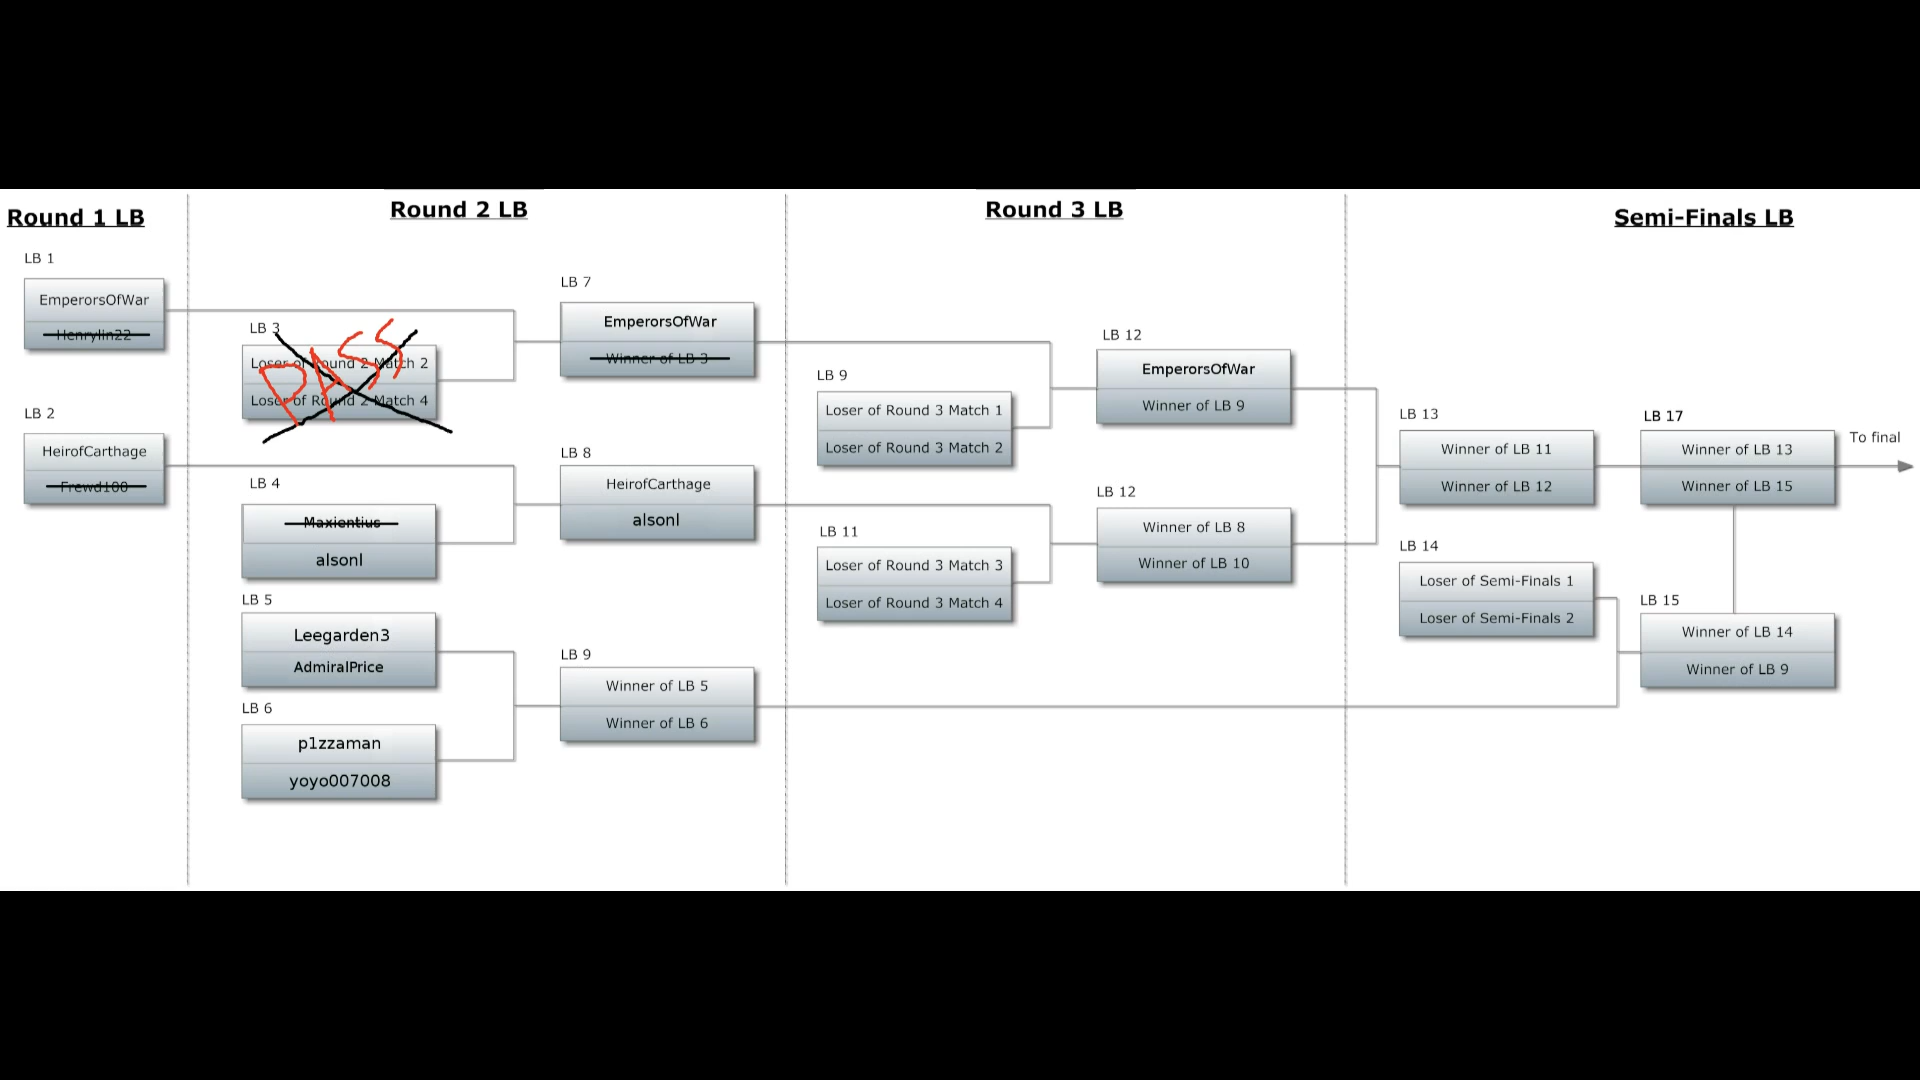 Round 1 LB
LB 1
EmperorsOfWar
Henrylin22
LB 2
HeirofCarthage
Frewd100
Round 2 LB
LB 3
Loser of Round 2 Match 2
Loser of Round 2 Match 4
PASS
LB 4
Maxientius
alsonl
LB 5
Leegarden3
AdmiralPrice
LB 6
p1zzaman
yoyo007008
LB 7
EmperorsOfWar
Winner of LB 3
LB 8
HeirofCarthage
alsonl
LB 9
Winner of LB 5
Winner of LB 6
Round 3 LB
LB 9
Loser of Round 3 Match 1
Loser of Round 3 Match 2
LB 11
Loser of Round 3 Match 3
Loser of Round 3 Match 4
LB 12
EmperorsOfWar
Winner of LB 9
LB 12
Winner of LB 8
Winner of LB 10
Semi-Finals LB
LB 13
Winner of LB 11
Winner of LB 12
LB 14
Loser of Semi-Finals 1
Loser of Semi-Finals 2
LB 17
Winner of LB 13
Winner of LB 15
To final
LB 15
Winner of LB 14
Winner of LB 9